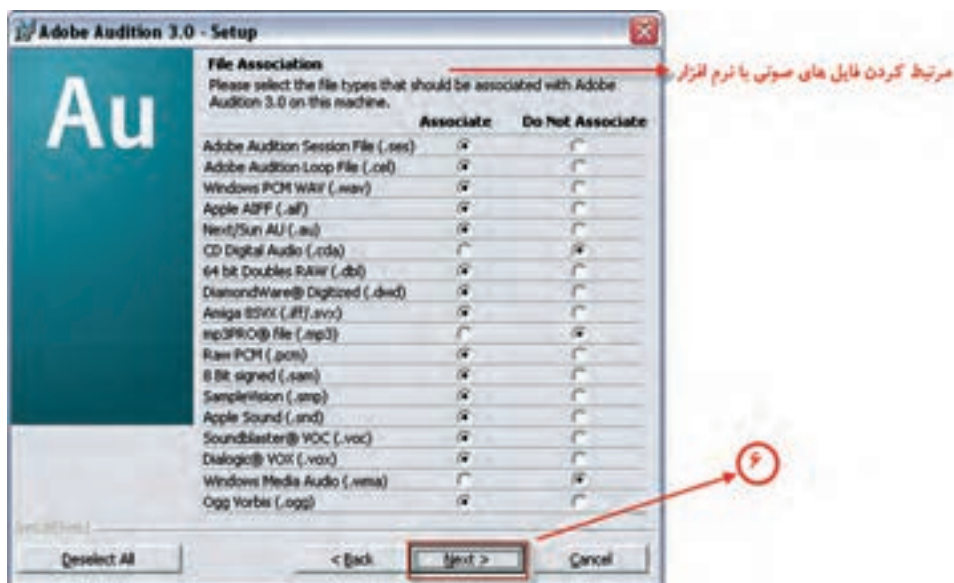 Adobe Audition 3.0 - Setup
Au
File Association
Please select the file types that should be associated with Adobe
Audition 3.0 on this machine.
مرتبط کردن فایل های صوتی با نرم افزار
Associate Do Not Associate
Adobe Audition Session File (.ses)
Adobe Audition Loop File (.cel)
Windows PCM WAV (.wav)
Apple AIFF (.aif)
Next/Sun AU (.au)
CD Digital Audio (.cda)
64 bit Doubles RAW (.dbl)
DiamondWare® Digitized (.dwd)
Amiga 8SVX (.iff/.svx)
mp3PRO® file (.mp3)
Raw PCM (.pcm)
8 Bit signed (.sam)
SampleVision (.smp)
Apple Sound (.snd)
Soundblaster® VOC (.voc)
Dialogic® VOX (.vox)
Windows Media Audio (.wma)
Ogg Vorbis (.ogg)
۶
Deselect All < Back Next > Cancel